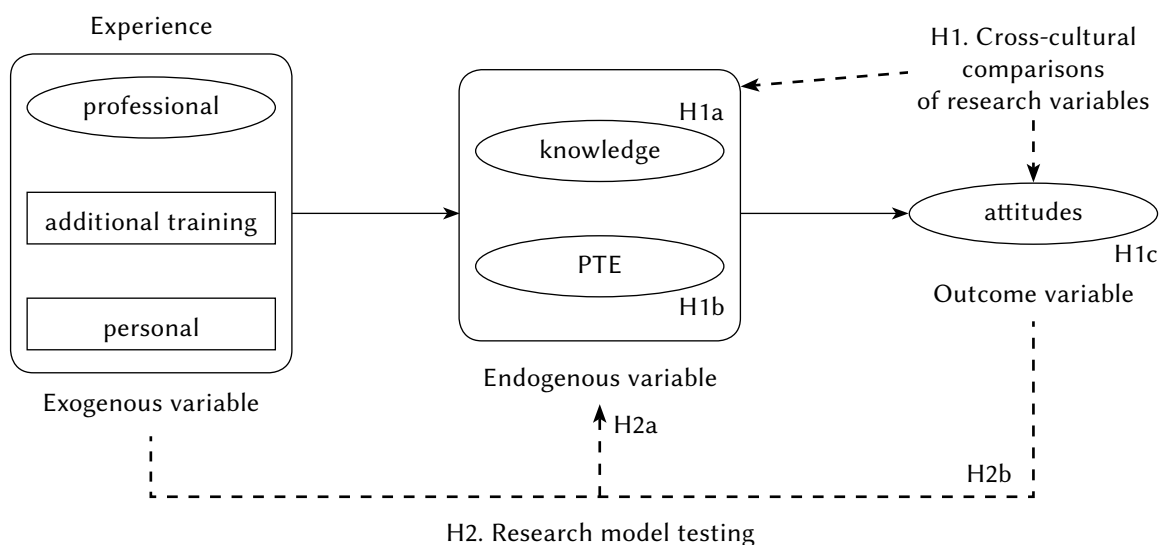 Experience
professional
additional training
personal
Exogenous variable
H1a
knowledge
PTE
H1b
Endogenous variable
H1. Cross-cultural
comparisons
of research variables
attitudes
H1c
Outcome variable
H2a
H2b
H2. Research model testing